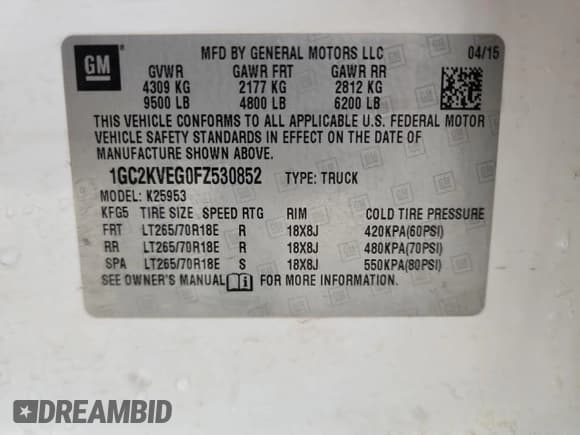 GM
MFD BY GENERAL MOTORS LLC 04/15
GVWR GAWR FRT GAWR RR
4309 KG 2177 KG 2812 KG
9500 LB 4800 LB 6200 LB
THIS VEHICLE CONFORMS TO ALL APPLICABLE U.S. FEDERAL MOTOR
VEHICLE SAFETY STANDARDS IN EFFECT ON THE DATE OF
MANUFACTURE SHOWN ABOVE.
1GC2KVEG0FZ530852 TYPE: TRUCK
MODEL: K25953
KFG5 TIRE SIZE SPEED RTG RIM COLD TIRE PRESSURE
FRT LT265/70R18E R 18X8J 420KPA(60PSI)
RR LT265/70R18E R 18X8J 480KPA(70PSI)
SPA LT265/70R18E S 18X8J 550KPA(80PSI)
SEE OWNER'S MANUAL FOR MORE INFORMATION.
DREAMBID